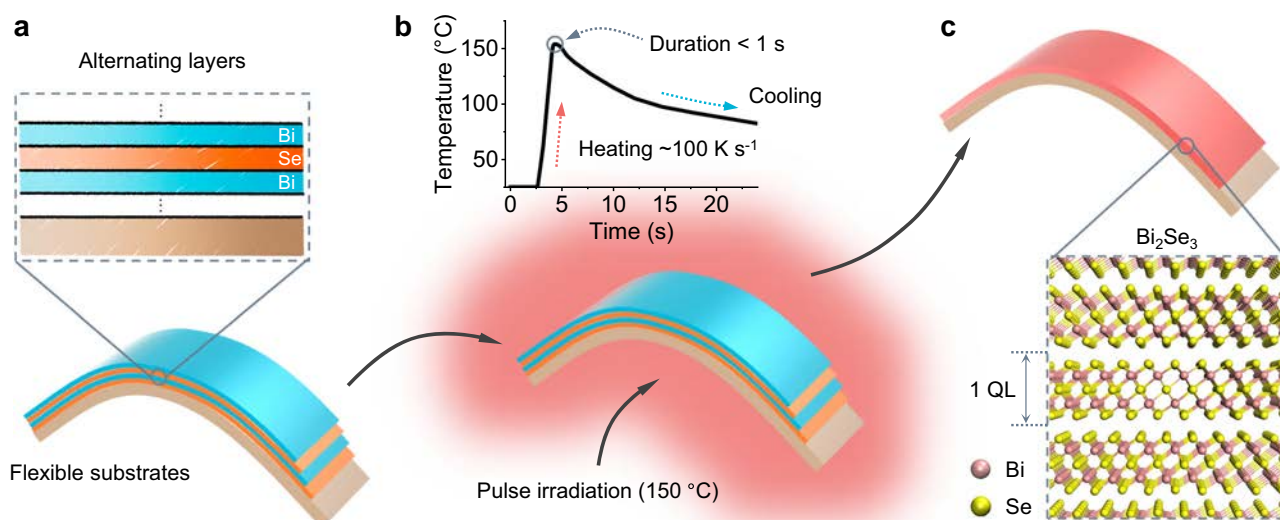 a
Alternating layers
⋮
Bi
Se
Bi
⋮
Flexible substrates
b
Temperature (°C)
150
100
50
0
5
10
15
20
Time (s)
Duration < 1 s
Cooling
Heating ~100 K s⁻¹
Pulse irradiation (150 °C)
c
Bi₂Se₃
1 QL
Bi
Se